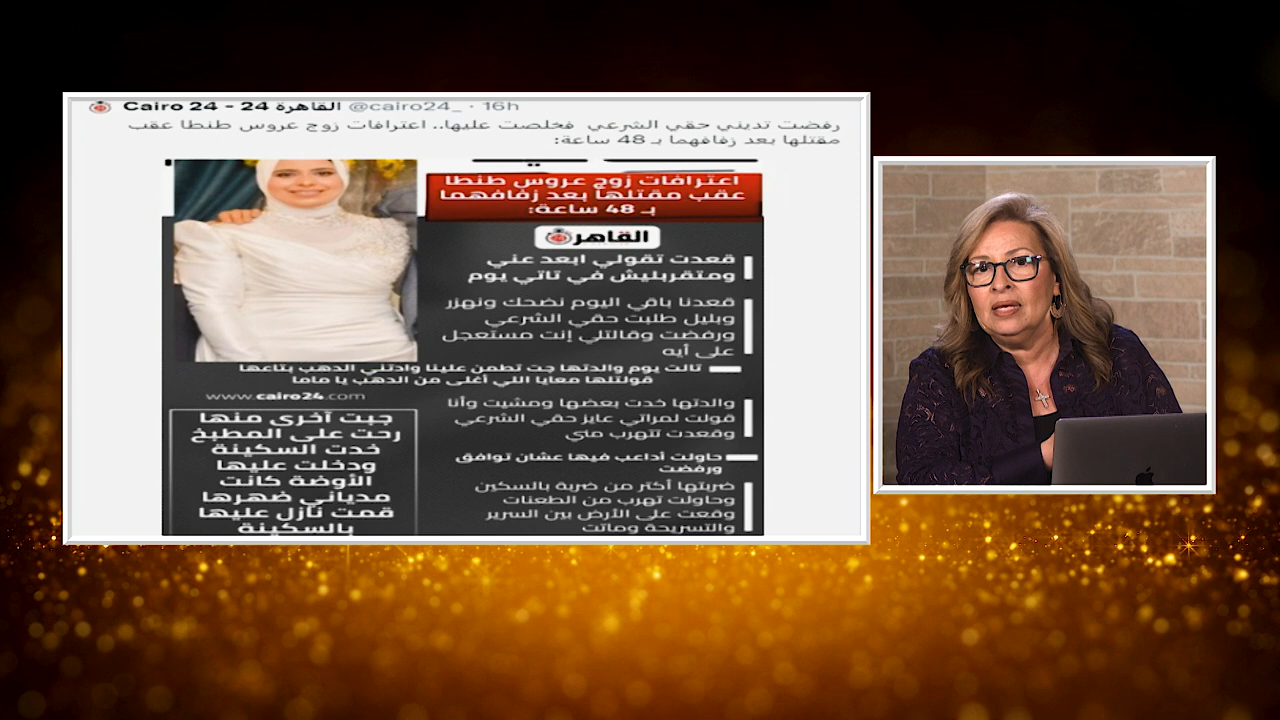 Cairo 24 - 24 القاهرة @cairo24_ · 16h
رفضت تديني حقي الشرعي فخلصت عليها.. اعترافات زوج عروس طنطا عقب
مقتلها بعد زفافهما بـ 48 ساعة:
اعترافات زوج عروس طنطا
عقب مقتلها بعد زفافهما
بـ 48 ساعة:
القاهرة
قعدت تقولي ابعد عني
ومتقربليش في تاني يوم
قعدنا باقي اليوم نضحك ونهزر
وبليل طلبت حقي الشرعي
ورفضت وقالتلي إنت مستعجل
على أيه
تالت يوم والدتها جت تطمن علينا وادتني الدهب بتاعها
قولتلها معايا اللي أغلى من الدهب يا ماما
www.cairo24.com
والدتها خدت بعضها ومشيت وأنا
قولت لمراتي عايز حقي الشرعي
وقعدت تتهرب مني
حاولت أداعب فيها عشان توافق
ورفضت
ضربتها أكتر من ضربة بالسكين
وحاولت تهرب من الطعنات
وقعت على الأرض بين السرير
والتسريحة وماتت
جبت آخري منها
رحت على المطبخ
خدت السكينة
ودخلت عليها
الأوضة كانت
مدياني ضهرها
قمت نازل عليها
بالسكينة